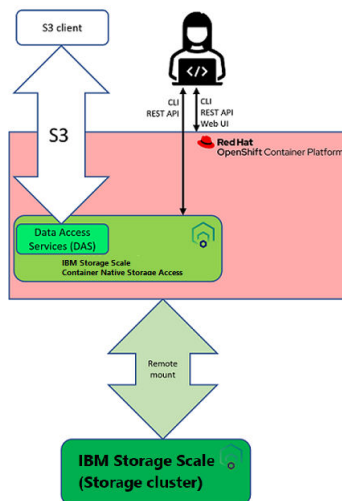 S3 client
S3
CLI
REST API
CLI
REST API
Web UI
Red Hat
OpenShift Container Platform
Data Access
Services (DAS)
IBM Storage Scale
Container Native Storage Access
Remote
mount
IBM Storage Scale
(Storage cluster)